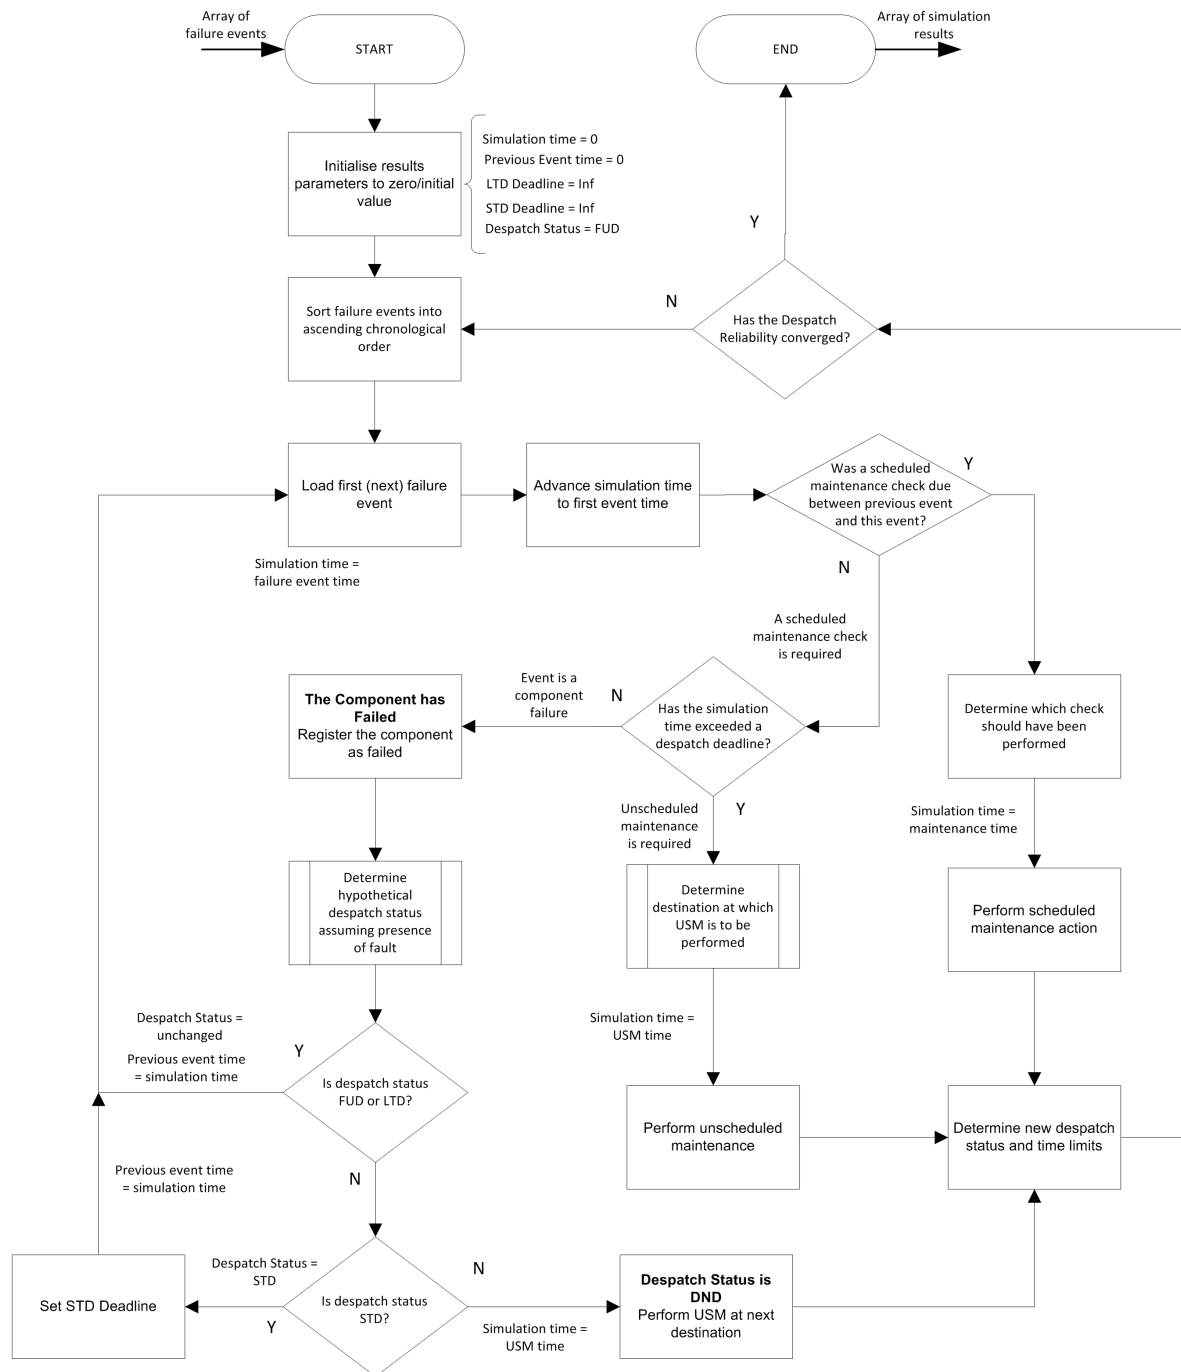 Array of
failure events
START
END
Array of simulation
results
Initialise results
parameters to zero/initial
value
Simulation time = 0
Previous Event time = 0
LTD Deadline = Inf
STD Deadline = Inf
Despatch Status = FUD
Y
Sort failure events into
ascending chronological
order
N
Has the Despatch
Reliability converged?
Load first (next) failure
event
Simulation time =
failure event time
Advance simulation time
to first event time
Was a scheduled
maintenance check due
between previous event
and this event?
Y
N
A scheduled
maintenance check
is required
The Component has
Failed
Register the component
as failed
Event is a
component
failure
N
Has the simulation
time exceeded a
despatch deadline?
Determine which check
should have been
performed
Unscheduled
maintenance
is required
Y
Simulation time =
maintenance time
Determine
hypothetical
despatch status
assuming presence
of fault
Determine
destination at which
USM is to be
performed
Perform scheduled
maintenance action
Despatch Status =
unchanged
Previous event time
= simulation time
Y
Is despatch status
FUD or LTD?
Simulation time =
USM time
Perform unscheduled
maintenance
Determine new despatch
status and time limits
Previous event time
= simulation time
N
Set STD Deadline
Despatch Status =
STD
Y
Is despatch status
STD?
N
Simulation time =
USM time
Despatch Status is
DND
Perform USM at next
destination